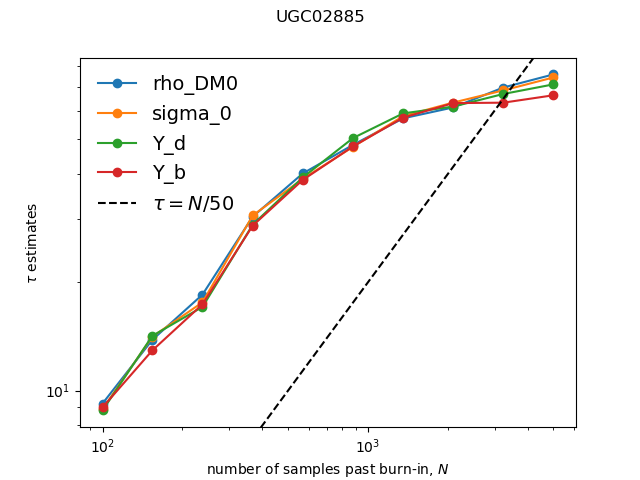 UGC02885
rho_DM0
sigma_0
Y_d
Y_b
τ = N/50
τ estimates
10¹
10²
10³
number of samples past burn-in, N